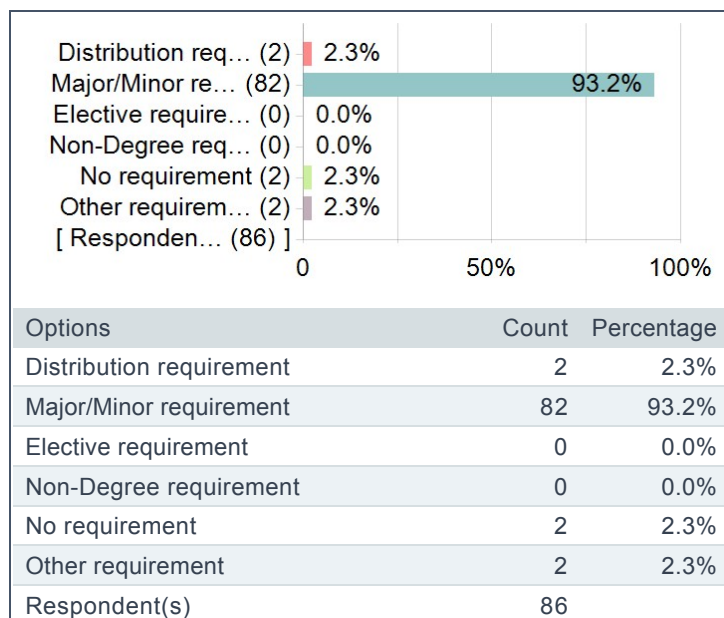 Distribution req… (2) 2.3%
Major/Minor re… (82) 93.2%
Elective require… (0) 0.0%
Non-Degree req… (0) 0.0%
No requirement (2) 2.3%
Other requirem… (2) 2.3%
[ Responden… (86) ]
0 50% 100%
Options Count Percentage
Distribution requirement 2 2.3%
Major/Minor requirement 82 93.2%
Elective requirement 0 0.0%
Non-Degree requirement 0 0.0%
No requirement 2 2.3%
Other requirement 2 2.3%
Respondent(s) 86